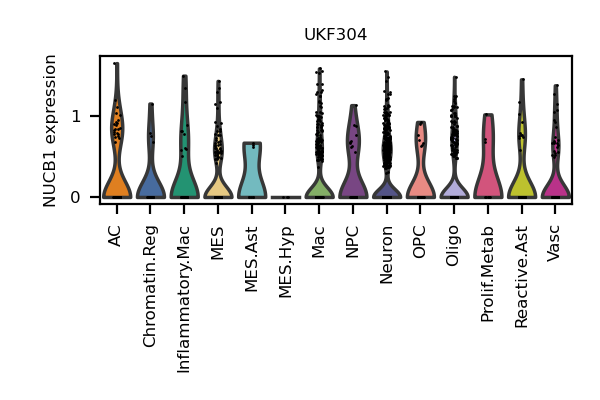 UKF304
NUCB1 expression
1
0
AC
Chromatin.Reg
Inflammatory.Mac
MES
MES.Ast
MES.Hyp
Mac
NPC
Neuron
OPC
Oligo
Prolif.Metab
Reactive.Ast
Vasc